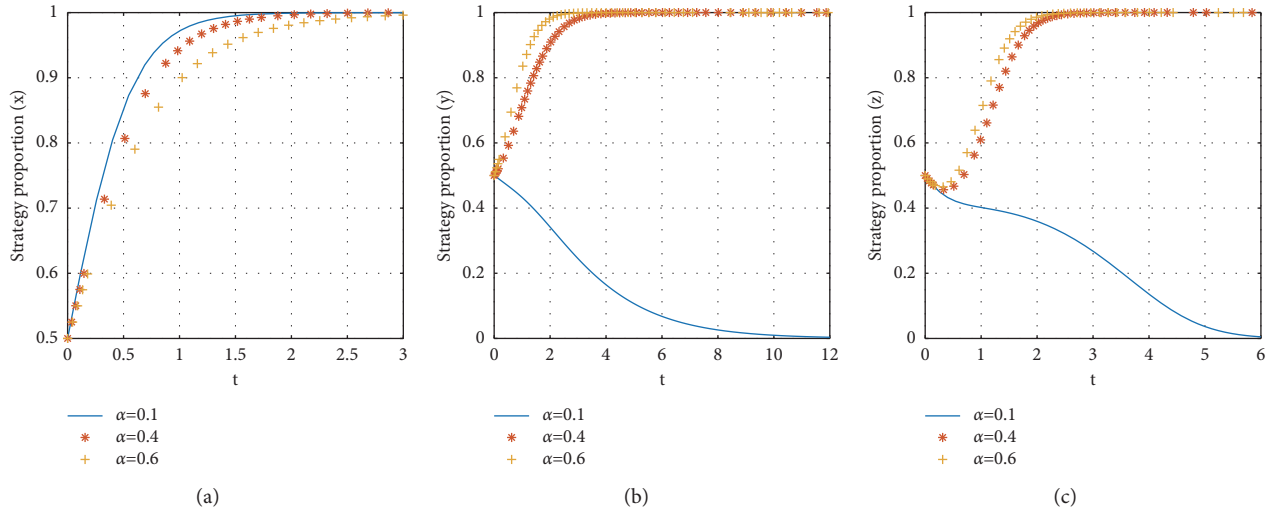 Strategy proportion (x)
1
0.9
0.8
0.7
0.6
0.5
0 0.5 1 1.5 2 2.5 3
t
α=0.1
α=0.4
α=0.6
(a)
Strategy proportion (y)
1
0.8
0.6
0.4
0.2
0
0 2 4 6 8 10 12
t
α=0.1
α=0.4
α=0.6
(b)
Strategy proportion (z)
1
0.8
0.6
0.4
0.2
0
0 1 2 3 4 5 6
t
α=0.1
α=0.4
α=0.6
(c)